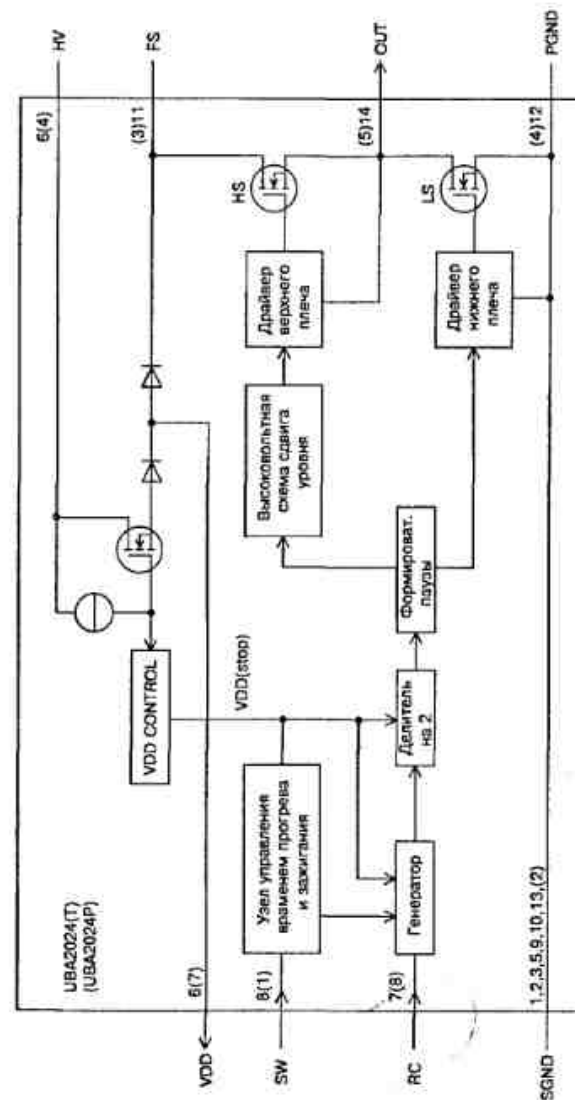 UBA2024(T)
(UBA2024P)
HV
6(4)
FS
(3)11
OUT
(5)14
PGND
(4)12
VDD
6(7)
SW
8(1)
RC
7(8)
SGND
1,2,3,5,9,10,13,(2)
VDD CONTROL
VDD(stop)
Узел управления
временем прогрева
и зажигания
Генератор
Делитель
на 2
Формироват.
паузы
Высоковольтная
схема сдвига
уровня
Драйвер
верхнего
плеча
HS
Драйвер
нижнего
плеча
LS